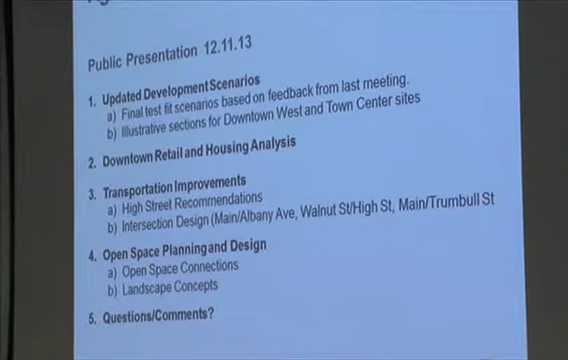 Public Presentation 12.11.13
1. Updated Development Scenarios
a) Final test fit scenarios based on feedback from last meeting.
b) Illustrative sections for Downtown West and Town Center sites
2. Downtown Retail and Housing Analysis
3. Transportation Improvements
a) High Street Recommendations
b) Intersection Design (Main/Albany Ave, Walnut St/High St, Main/Trumbull St
4. Open Space Planning and Design
a) Open Space Connections
b) Landscape Concepts
5. Questions/Comments?